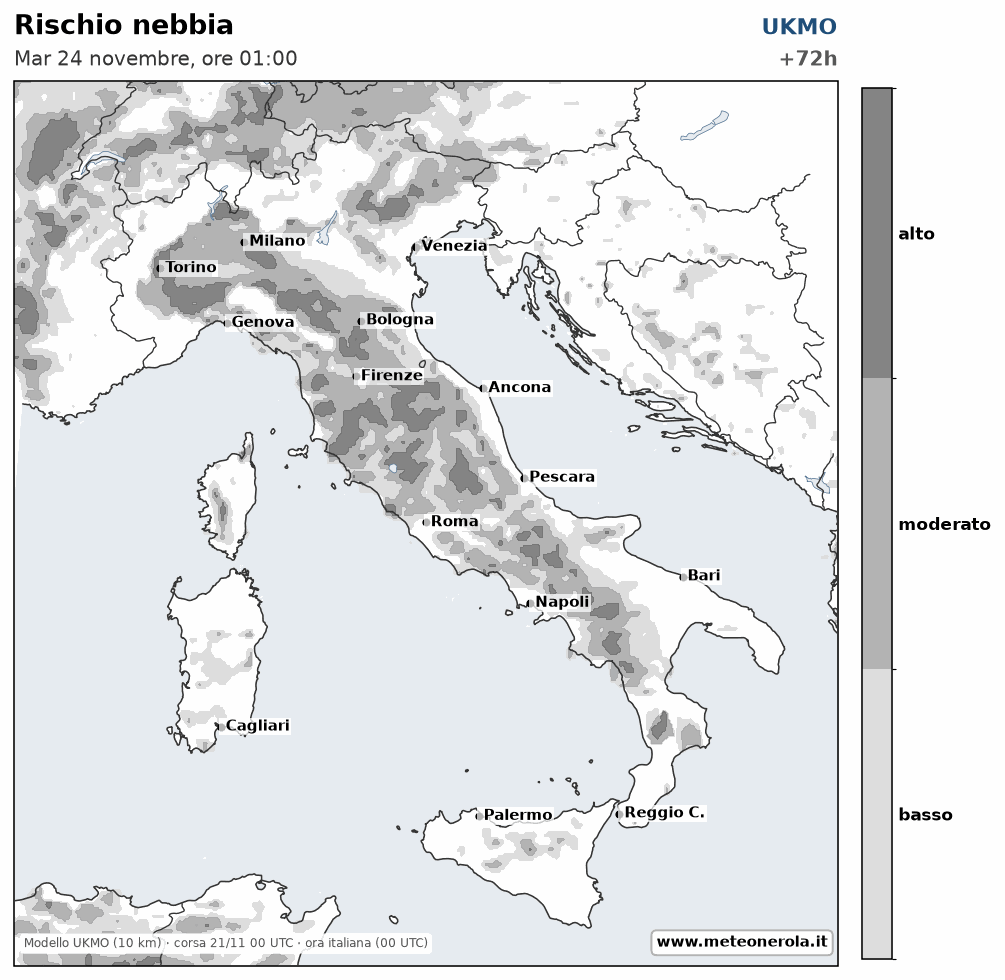 Rischio nebbia
UKMO
Mar 24 novembre, ore 01:00
+72h
Milano
Venezia
Torino
Genova
Bologna
Firenze
Ancona
Pescara
Roma
Bari
Napoli
Cagliari
Palermo
Reggio C.
alto
moderato
basso
Modello UKMO (10 km) · corsa 21/11 00 UTC · ora italiana (00 UTC)
www.meteonerola.it